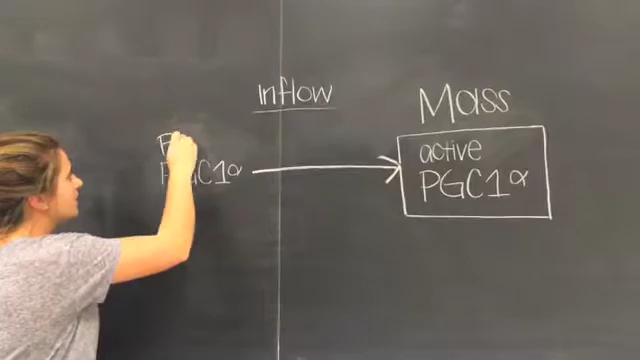 Inflow
Mass
PGC1α
active
PGC1α